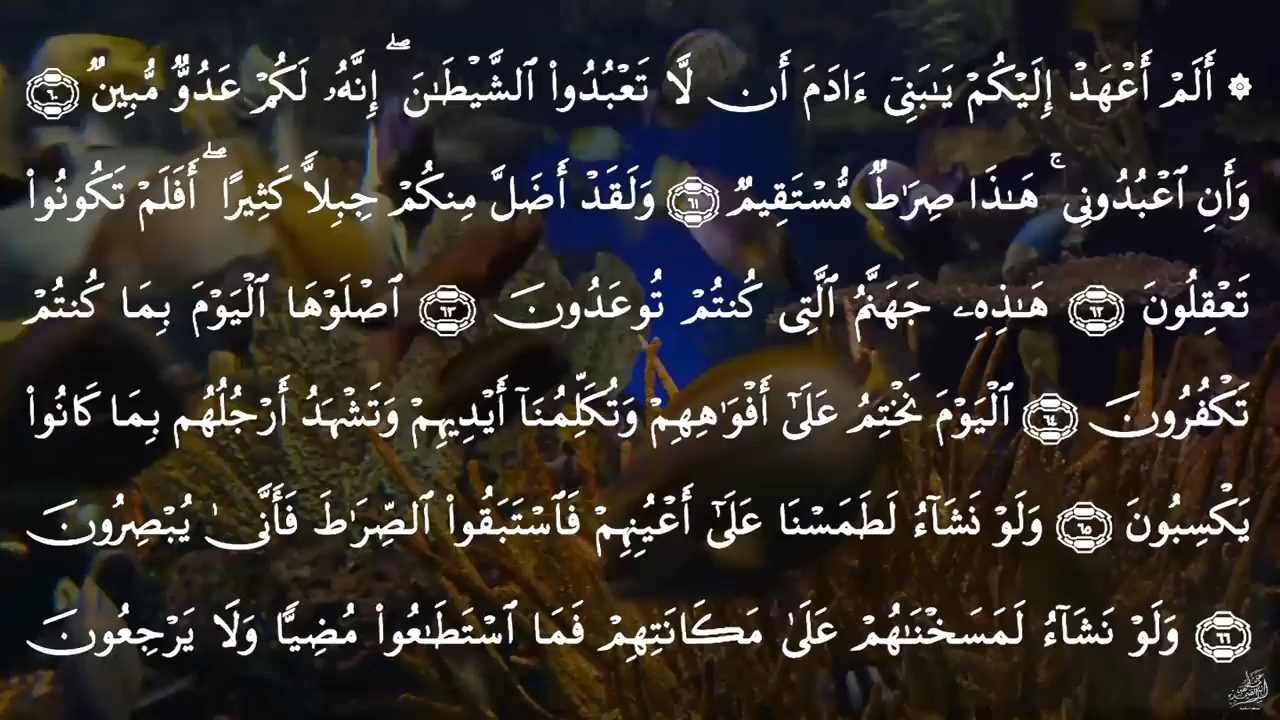 ۞ أَلَمْ أَعْهَدْ إِلَيْكُمْ يَـٰبَنِىٓ ءَادَمَ أَن لَّا تَعْبُدُوا۟ ٱلشَّيْطَـٰنَ ۖ إِنَّهُۥ لَكُمْ عَدُوٌّ مُّبِينٌ ٦٠
وَأَنِ ٱعْبُدُونِى ۚ هَـٰذَا صِرَٰطٌ مُّسْتَقِيمٌ ٦١ وَلَقَدْ أَضَلَّ مِنكُمْ جِبِلًّا كَثِيرًا ۖ أَفَلَمْ تَكُونُوا۟
تَعْقِلُونَ ٦٢ هَـٰذِهِۦ جَهَنَّمُ ٱلَّتِى كُنتُمْ تُوعَدُونَ ٦٣ ٱصْلَوْهَا ٱلْيَوْمَ بِمَا كُنتُمْ
تَكْفُرُونَ ٦٤ ٱلْيَوْمَ نَخْتِمُ عَلَىٰٓ أَفْوَٰهِهِمْ وَتُكَلِّمُنَآ أَيْدِيهِمْ وَتَشْهَدُ أَرْجُلُهُم بِمَا كَانُوا۟
يَكْسِبُونَ ٦٥ وَلَوْ نَشَآءُ لَطَمَسْنَا عَلَىٰٓ أَعْيُنِهِمْ فَٱسْتَبَقُوا۟ ٱلصِّرَٰطَ فَأَنَّىٰ يُبْصِرُونَ
٦٦ وَلَوْ نَشَآءُ لَمَسَخْنَـٰهُمْ عَلَىٰ مَكَانَتِهِمْ فَمَا ٱسْتَطَـٰعُوا۟ مُضِيًّا وَلَا يَرْجِعُونَ